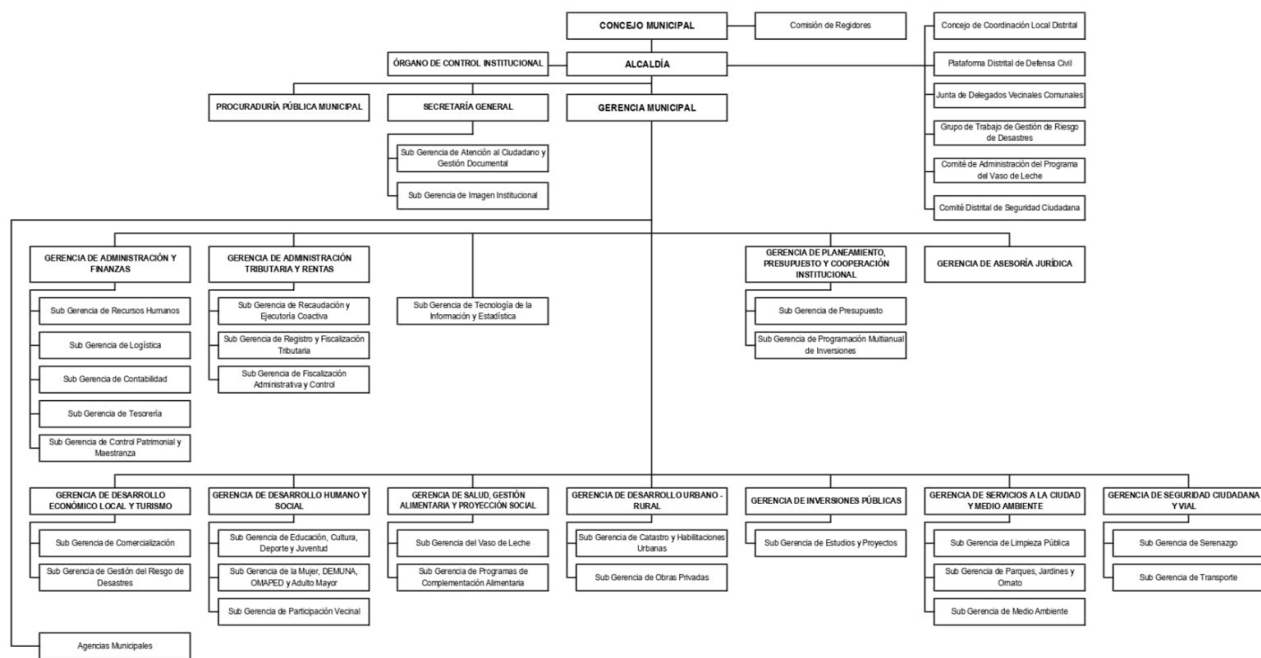 CONCEJO MUNICIPAL
Comisión de Regidores
Concejo de Coordinación Local Distrital
ÓRGANO DE CONTROL INSTITUCIONAL
ALCALDÍA
Plataforma Distrital de Defensa Civil
Junta de Delegados Vecinales Comunales
PROCURADURÍA PÚBLICA MUNICIPAL
SECRETARÍA GENERAL
GERENCIA MUNICIPAL
Grupo de Trabajo de Gestión de Riesgo
de Desastres
Sub Gerencia de Atención al Ciudadano y
Gestión Documental
Comité de Administración del Programa
del Vaso de Leche
Sub Gerencia de Imagen Institucional
Comité Distrital de Seguridad Ciudadana
GERENCIA DE ADMINISTRACIÓN Y
FINANZAS
GERENCIA DE ADMINISTRACIÓN
TRIBUTARIA Y RENTAS
GERENCIA DE PLANEAMIENTO,
PRESUPUESTO Y COOPERACIÓN
INSTITUCIONAL
GERENCIA DE ASESORÍA JURÍDICA
Sub Gerencia de Recursos Humanos
Sub Gerencia de Recaudación y
Ejecutoría Coactiva
Sub Gerencia de Tecnología de la
Información y Estadística
Sub Gerencia de Presupuesto
Sub Gerencia de Logística
Sub Gerencia de Registro y Fiscalización
Tributaria
Sub Gerencia de Programación Multianual
de Inversiones
Sub Gerencia de Contabilidad
Sub Gerencia de Fiscalización
Administrativa y Control
Sub Gerencia de Tesorería
Sub Gerencia de Control Patrimonial y
Maestranza
GERENCIA DE DESARROLLO
ECONÓMICO LOCAL Y TURISMO
GERENCIA DE DESARROLLO HUMANO Y
SOCIAL
GERENCIA DE SALUD, GESTIÓN
ALIMENTARIA Y PROYECCIÓN SOCIAL
GERENCIA DE DESARROLLO URBANO -
RURAL
GERENCIA DE INVERSIONES PÚBLICAS
GERENCIA DE SERVICIOS A LA CIUDAD
Y MEDIO AMBIENTE
GERENCIA DE SEGURIDAD CIUDADANA
Y VIAL
Sub Gerencia de Comercialización
Sub Gerencia de Educación, Cultura,
Deporte y Juventud
Sub Gerencia del Vaso de Leche
Sub Gerencia de Catastro y Habilitaciones
Urbanas
Sub Gerencia de Estudios y Proyectos
Sub Gerencia de Limpieza Pública
Sub Gerencia de Serenazgo
Sub Gerencia de Gestión del Riesgo de
Desastres
Sub Gerencia de la Mujer, DEMUNA,
OMAPED y Adulto Mayor
Sub Gerencia de Programas de
Complementación Alimentaria
Sub Gerencia de Obras Privadas
Sub Gerencia de Parques, Jardines y
Ornato
Sub Gerencia de Transporte
Sub Gerencia de Participación Vecinal
Sub Gerencia de Medio Ambiente
Agencias Municipales